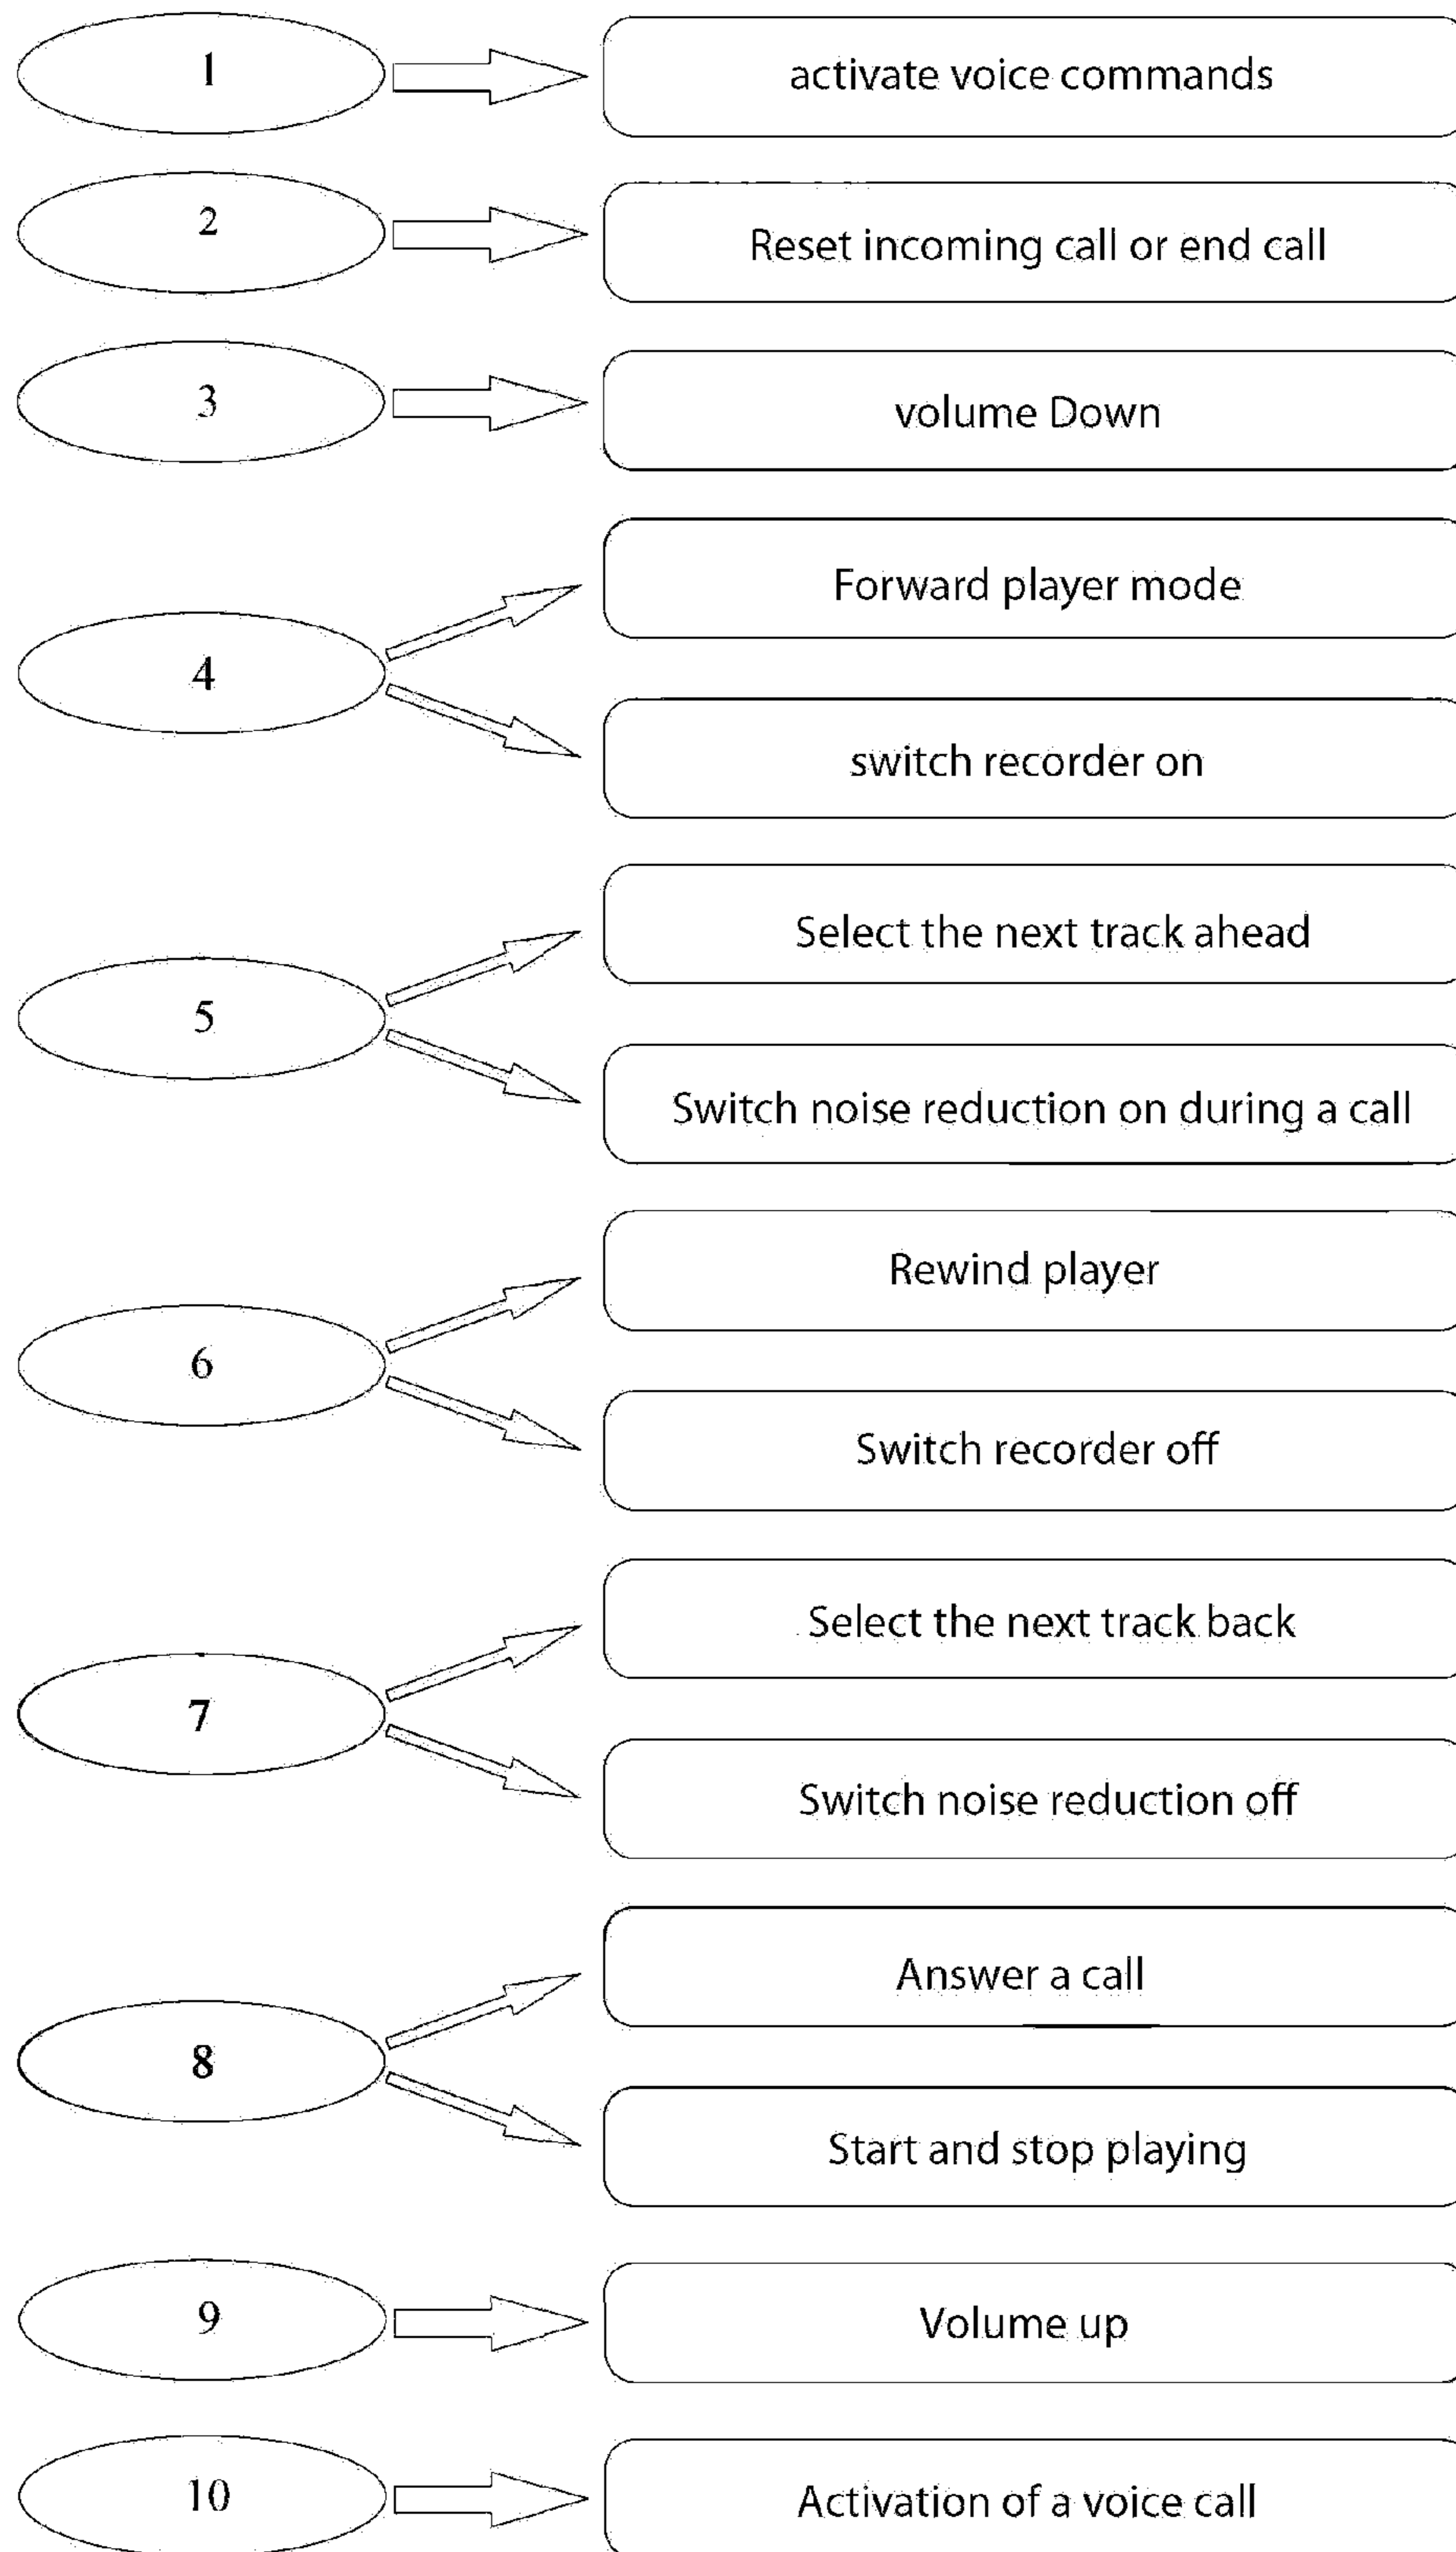 1
activate voice commands
2
Reset incoming call or end call
3
volume Down
4
Forward player mode
switch recorder on
5
Select the next track ahead
Switch noise reduction on during a call
6
Rewind player
Switch recorder off
7
Select the next track back
Switch noise reduction off
8
Answer a call
Start and stop playing
9
Volume up
10
Activation of a voice call